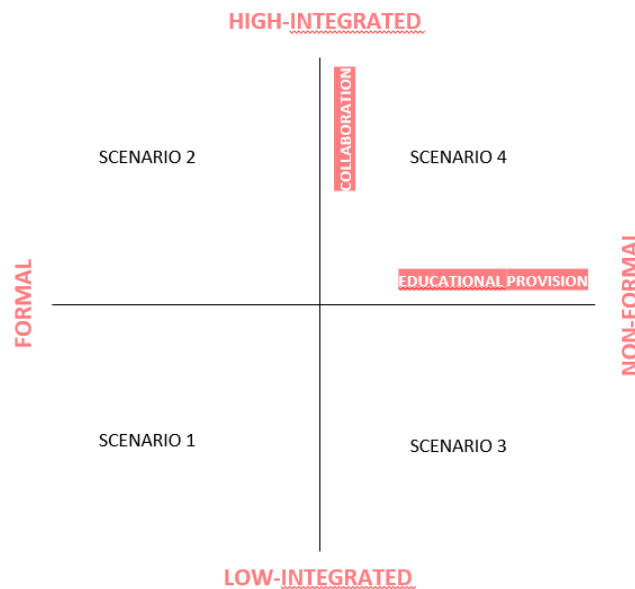 HIGH-INTEGRATED
COLLABORATION
SCENARIO 2
SCENARIO 4
FORMAL
EDUCATIONAL PROVISION
NON-FORMAL
SCENARIO 1
SCENARIO 3
LOW-INTEGRATED